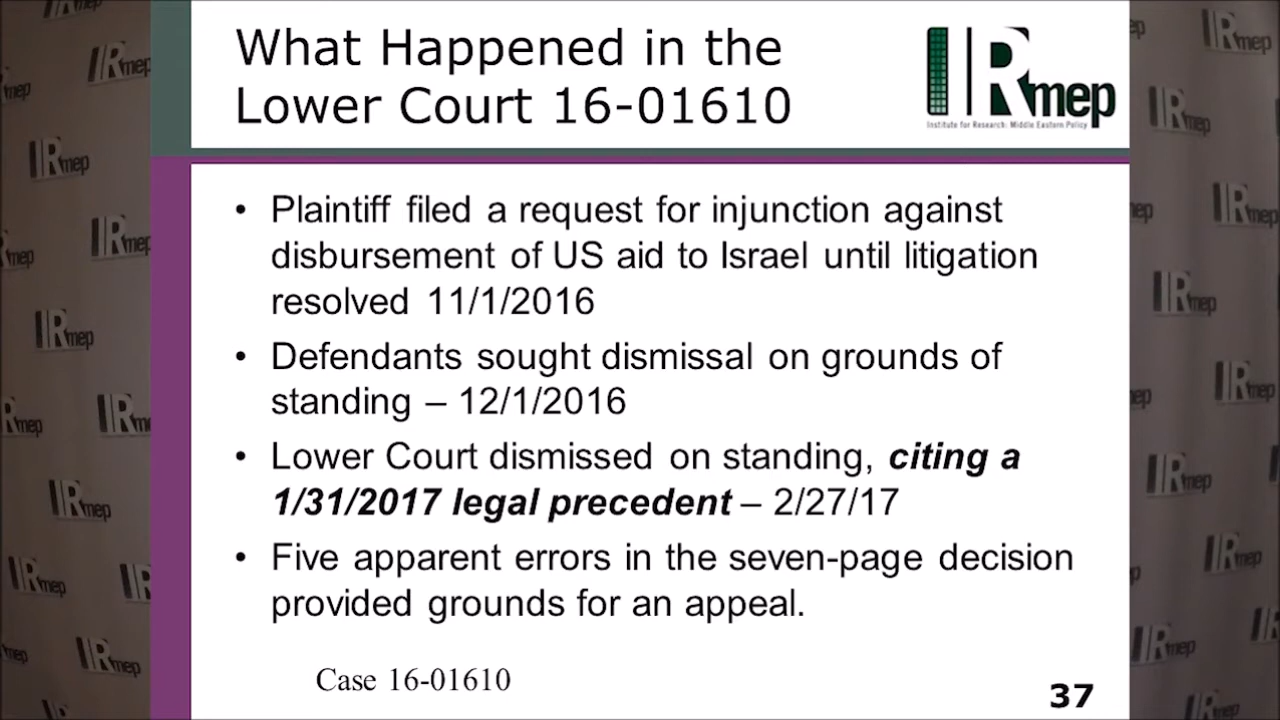 What Happened in the
Lower Court 16-01610
IRmep
Institute for Research: Middle Eastern Policy
• Plaintiff filed a request for injunction against
disbursement of US aid to Israel until litigation
resolved 11/1/2016
• Defendants sought dismissal on grounds of
standing – 12/1/2016
• Lower Court dismissed on standing, citing a
1/31/2017 legal precedent – 2/27/17
• Five apparent errors in the seven-page decision
provided grounds for an appeal.
Case 16-01610
37